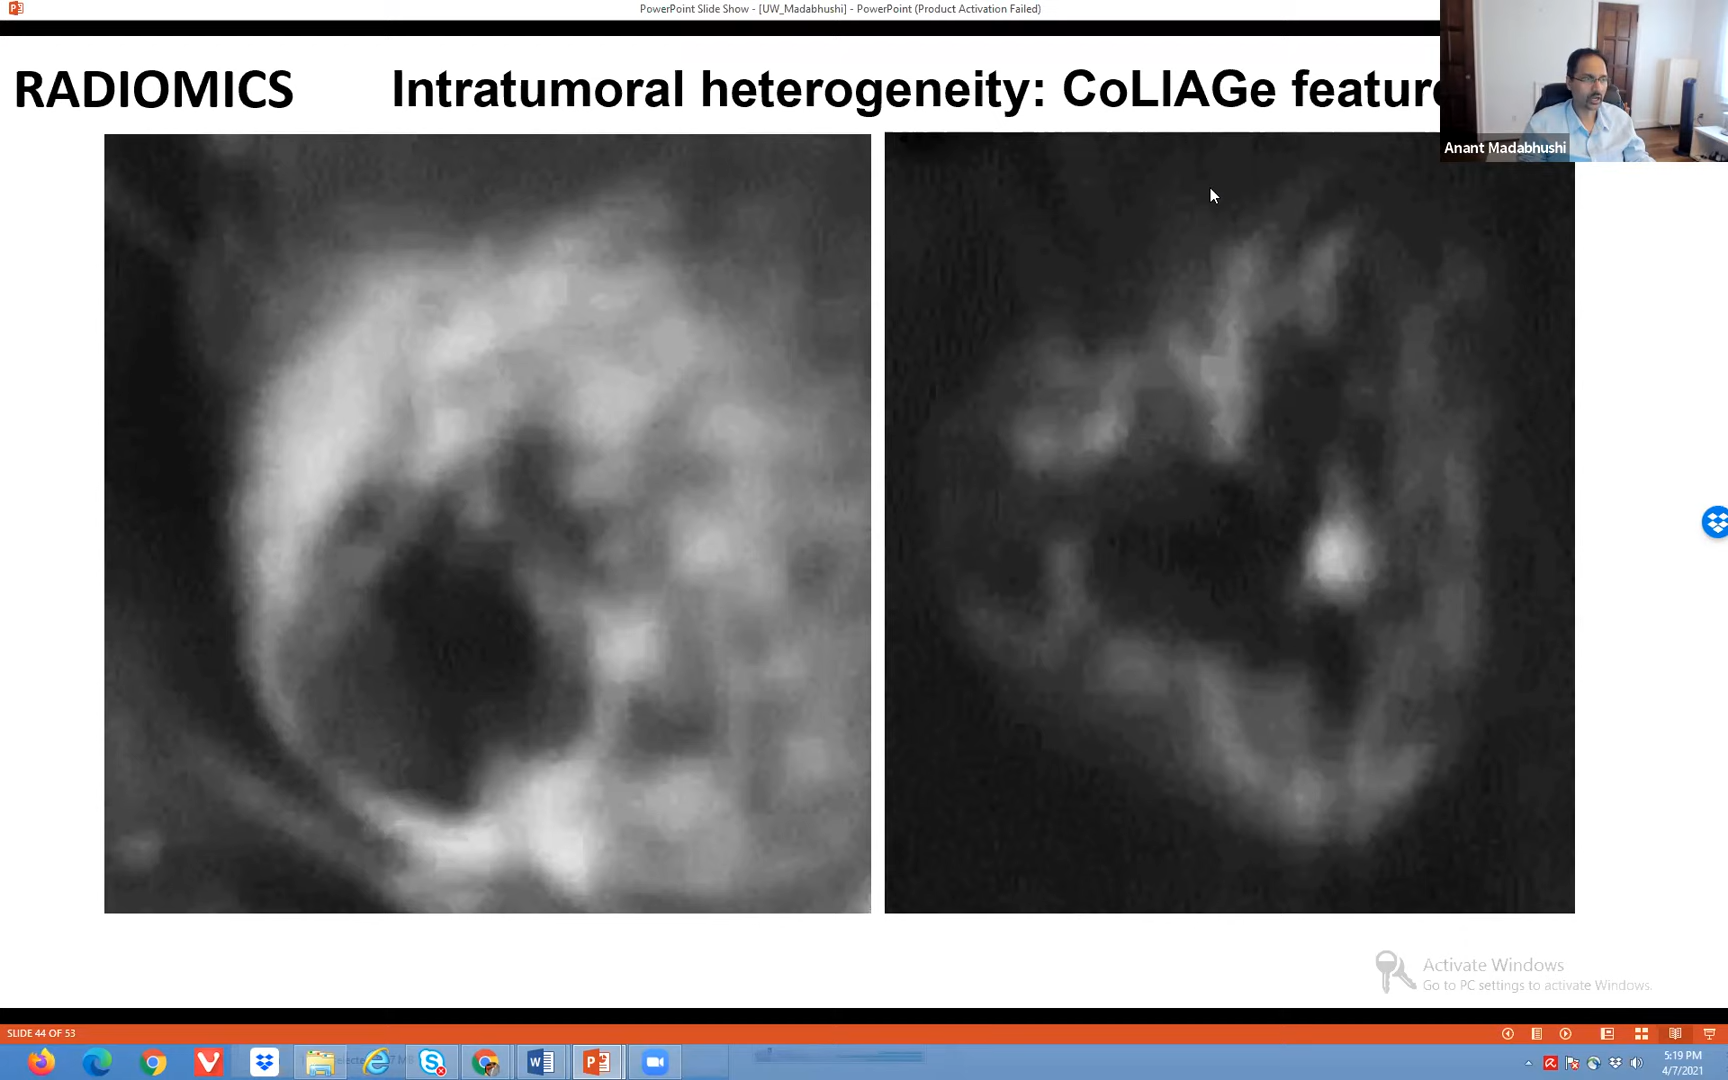 PowerPoint Slide Show - [UW_Madabhushi] - PowerPoint (Product Activation Failed)
RADIOMICS
Intratumoral heterogeneity: CoLIAGe feature
Anant Madabhushi
Activate Windows
Go to PC settings to activate Windows.
SLIDE 44 OF 53
5:19 PM
4/7/2021